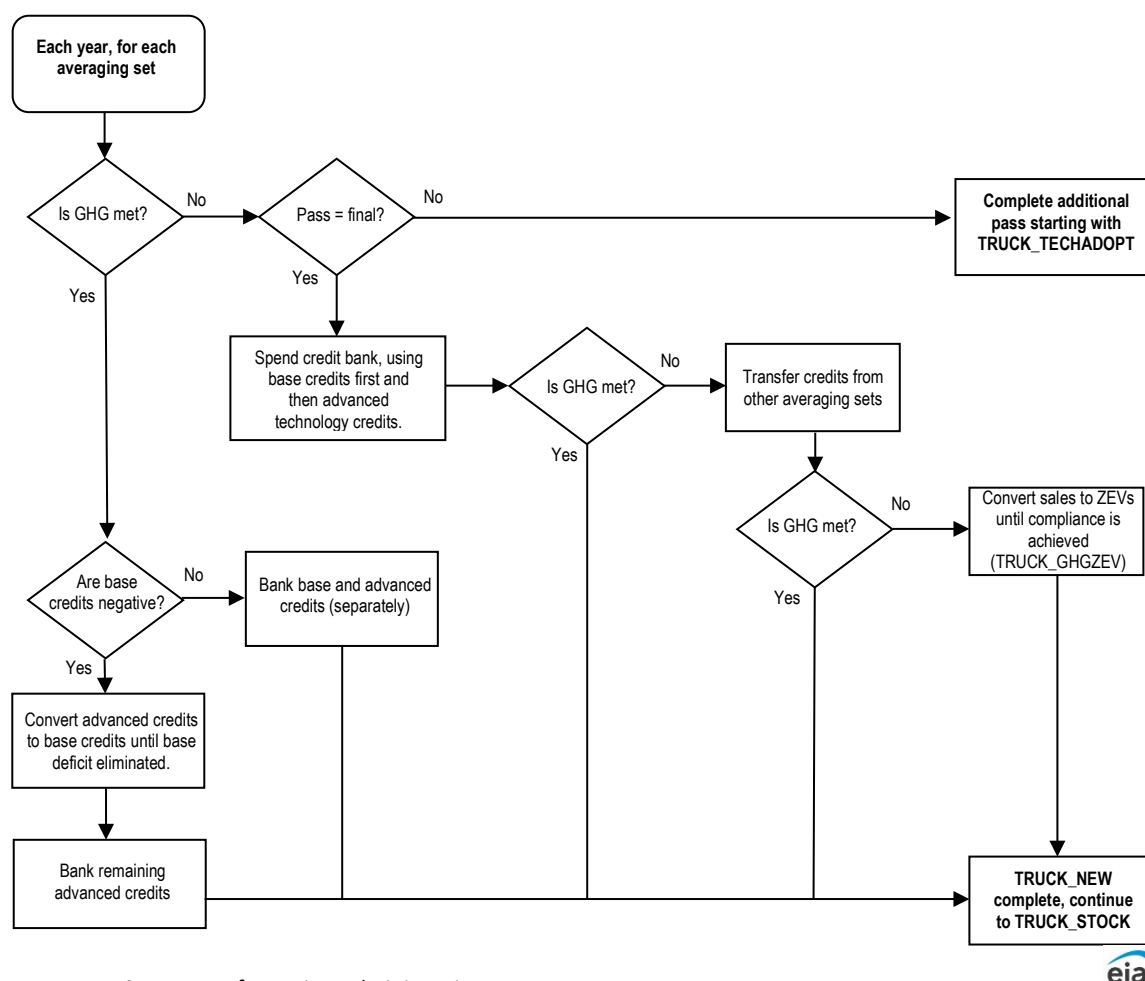 Each year, for each
averaging set
Is GHG met?
No
Pass = final?
No
Complete additional
pass starting with
TRUCK_TECHADOPT
Yes
Yes
Spend credit bank, using
base credits first and
then advanced
technology credits.
Is GHG met?
No
Transfer credits from
other averaging sets
Yes
Is GHG met?
No
Convert sales to ZEVs
until compliance is
achieved
(TRUCK_GHGZEV)
Yes
Are base
credits negative?
No
Bank base and advanced
credits (separately)
Yes
Convert advanced credits
to base credits until base
deficit eliminated.
Bank remaining
advanced credits
TRUCK_NEW
complete, continue
to TRUCK_STOCK
eia